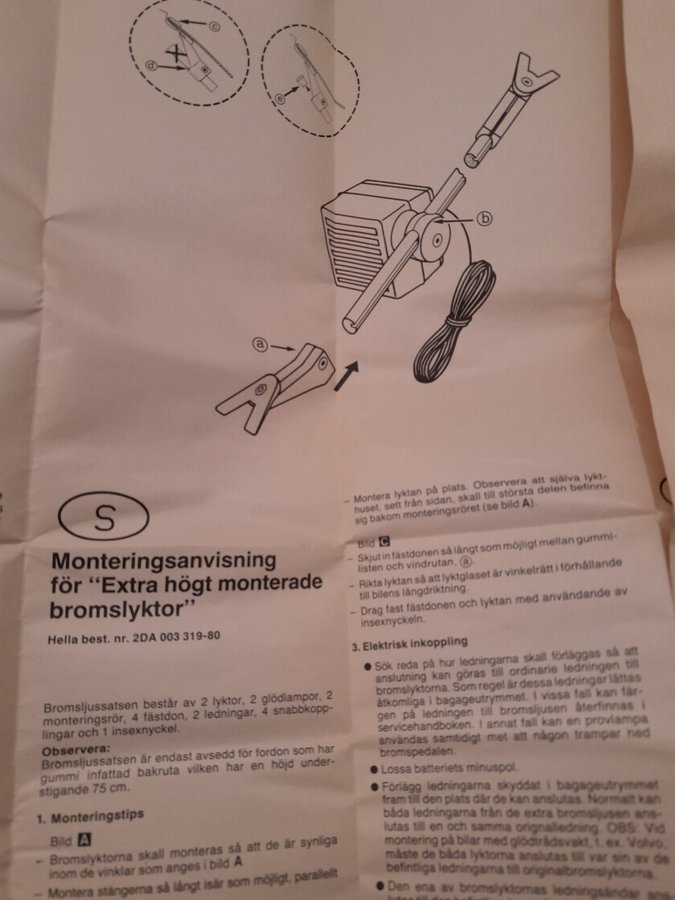 c
d
e
b
a
S
Monteringsanvisning
för "Extra högt monterade
bromslyktor"
Hella best. nr. 2DA 003 319-80
Bromsljussatsen består av 2 lyktor, 2 glödlampor, 2
monteringsrör, 4 fästdon, 2 ledningar, 4 snabbkopp-
lingar och 1 insexnyckel.
Observera:
Bromsljussatsen är endast avsedd för fordon som har
gummi infattad bakruta vilken har en höjd under-
stigande 75 cm.
1. Monteringstips
Bild A
– Bromslyktorna skall monteras så att de är synliga
inom de vinklar som anges i bild A
– Montera stängerna så långt isär som möjligt, parallellt
– Montera lyktan på plats. Observera att själva lykt-
huset, sett från sidan, skall till största delen befinna
sig bakom monteringsröret (se bild A).
Bild C
– Skjut in fästdonen så långt som möjligt mellan gummi-
listen och vindrutan. a
– Rikta lyktan så att lyktglaset är vinkelrätt i förhållande
till bilens längdriktning
– Drag fast fästdonen och lyktan med användande av
insexnyckeln.
3. Elektrisk inkoppling
● Sök reda på hur ledningarna skall förläggas så att
anslutning kan göras till ordinarie ledningen till
bromslyktorna. Som regel är dessa ledningar lättas
åtkomliga i bagageutrymmet. I vissa fall kan fär-
gen på ledningen till bromsljusen återfinnas i
servicehandboken. I annat fall kan en provlampa
användas samtidigt met att någon trampar ned
bromspedalen.
● Lossa batteriets minuspol.
● Förlägg ledningarna skyddat i bagageutrymmet
fram till den plats där de kan anslutas. Normalt kan
båda ledningarna från de extra bromsljusen ans-
lutas till en och samma orignalledning. OBS: Vid
montering på bilar med glödtrådsvakt, t. ex. Volvo,
måste de båda lyktorna anslutas till var sin av de
befintliga ledningarna till originalbromslyktorna.
● Den ena av bromslyktornas ledningsändar ans-